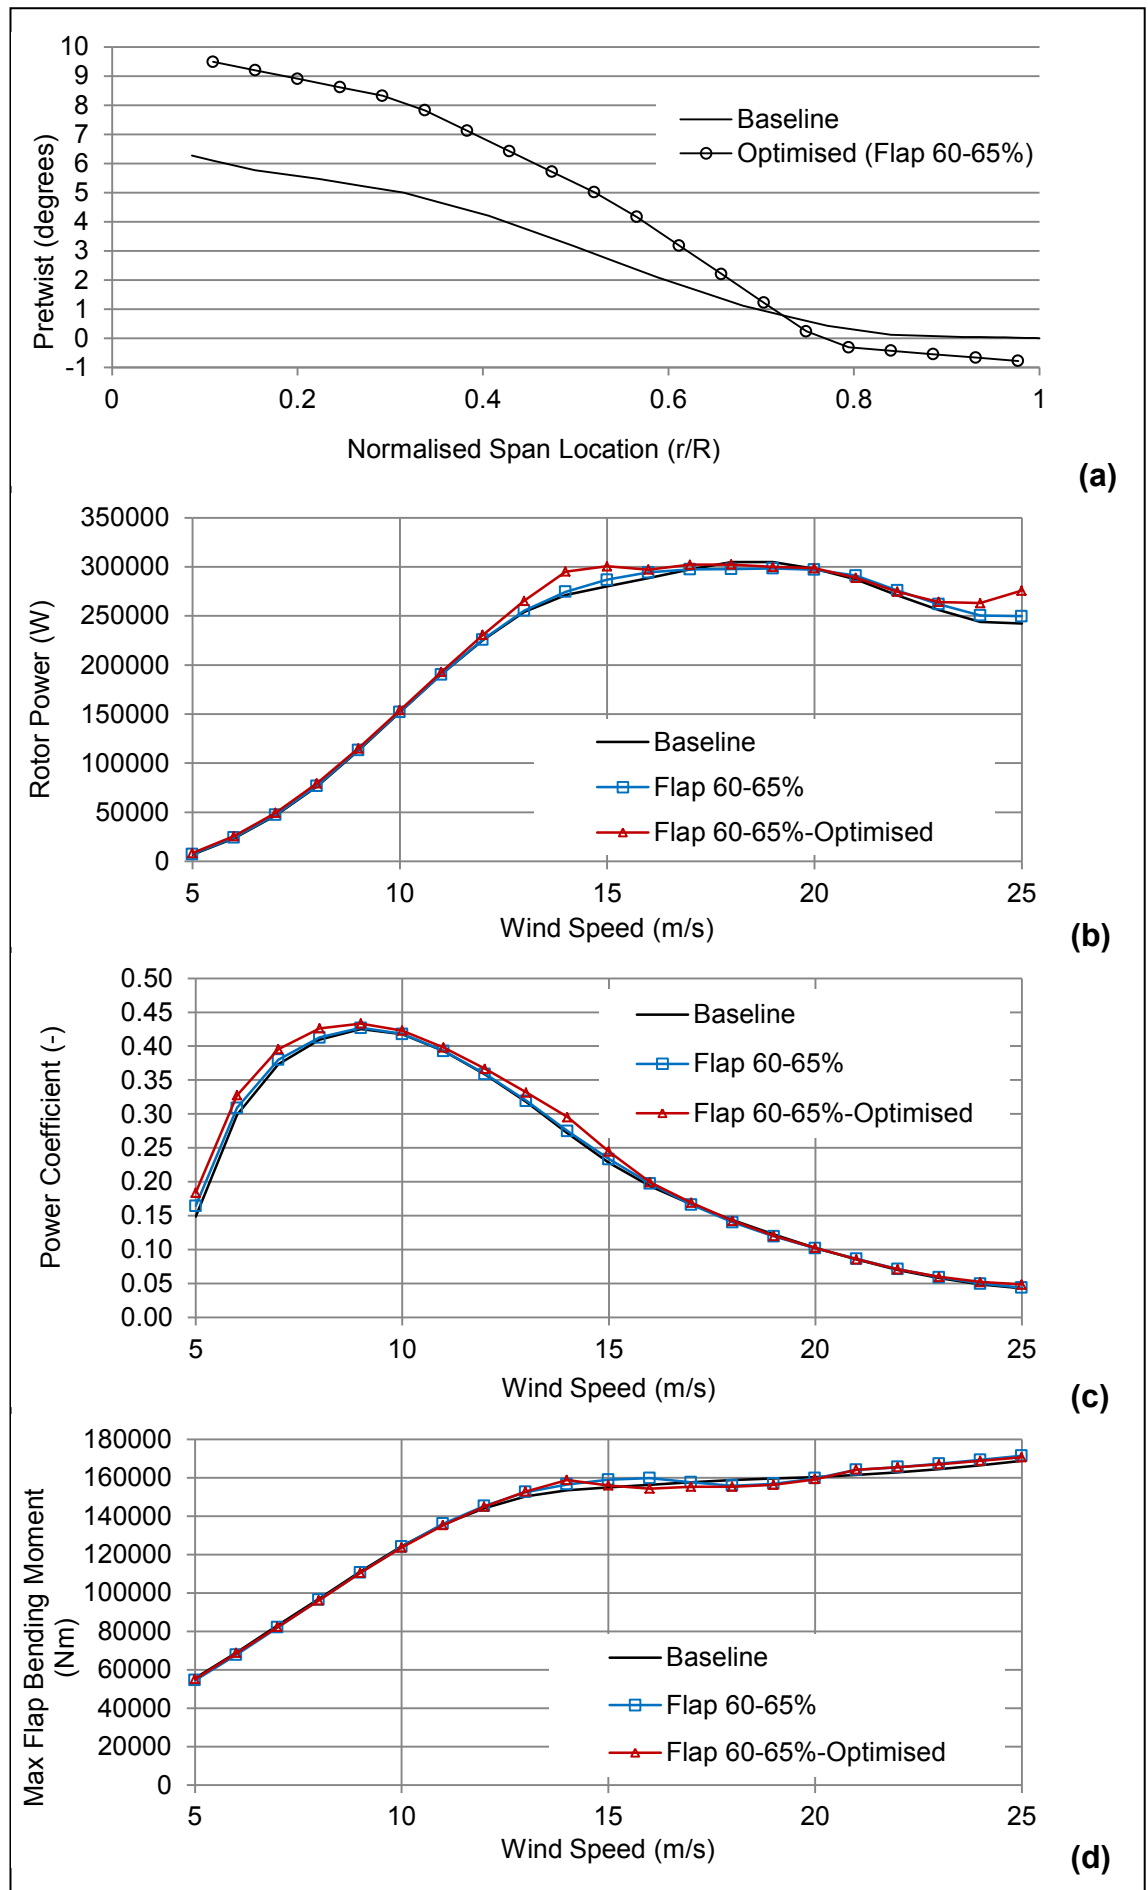 10
9
8
7
6
5
4
3
2
1
0
-1
Pretwist (degrees)
Baseline
Optimised (Flap 60-65%)
0 0.2 0.4 0.6 0.8 1
Normalised Span Location (r/R)
(a)
350000
300000
250000
200000
150000
100000
50000
0
Rotor Power (W)
Baseline
Flap 60-65%
Flap 60-65%-Optimised
5 10 15 20 25
Wind Speed (m/s)
(b)
0.50
0.45
0.40
0.35
0.30
0.25
0.20
0.15
0.10
0.05
0.00
Power Coefficient (-)
Baseline
Flap 60-65%
Flap 60-65%-Optimised
5 10 15 20 25
Wind Speed (m/s)
(c)
180000
160000
140000
120000
100000
80000
60000
40000
20000
0
Max Flap Bending Moment
(Nm)
Baseline
Flap 60-65%
Flap 60-65%-Optimised
5 10 15 20 25
Wind Speed (m/s)
(d)